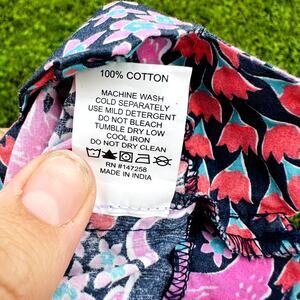 100% COTTON
MACHINE WASH
COLD SEPARATELY
USE MILD DETERGENT
DO NOT BLEACH
TUMBLE DRY LOW
COOL IRON
DO NOT DRY CLEAN
RN #147258
MADE IN INDIA